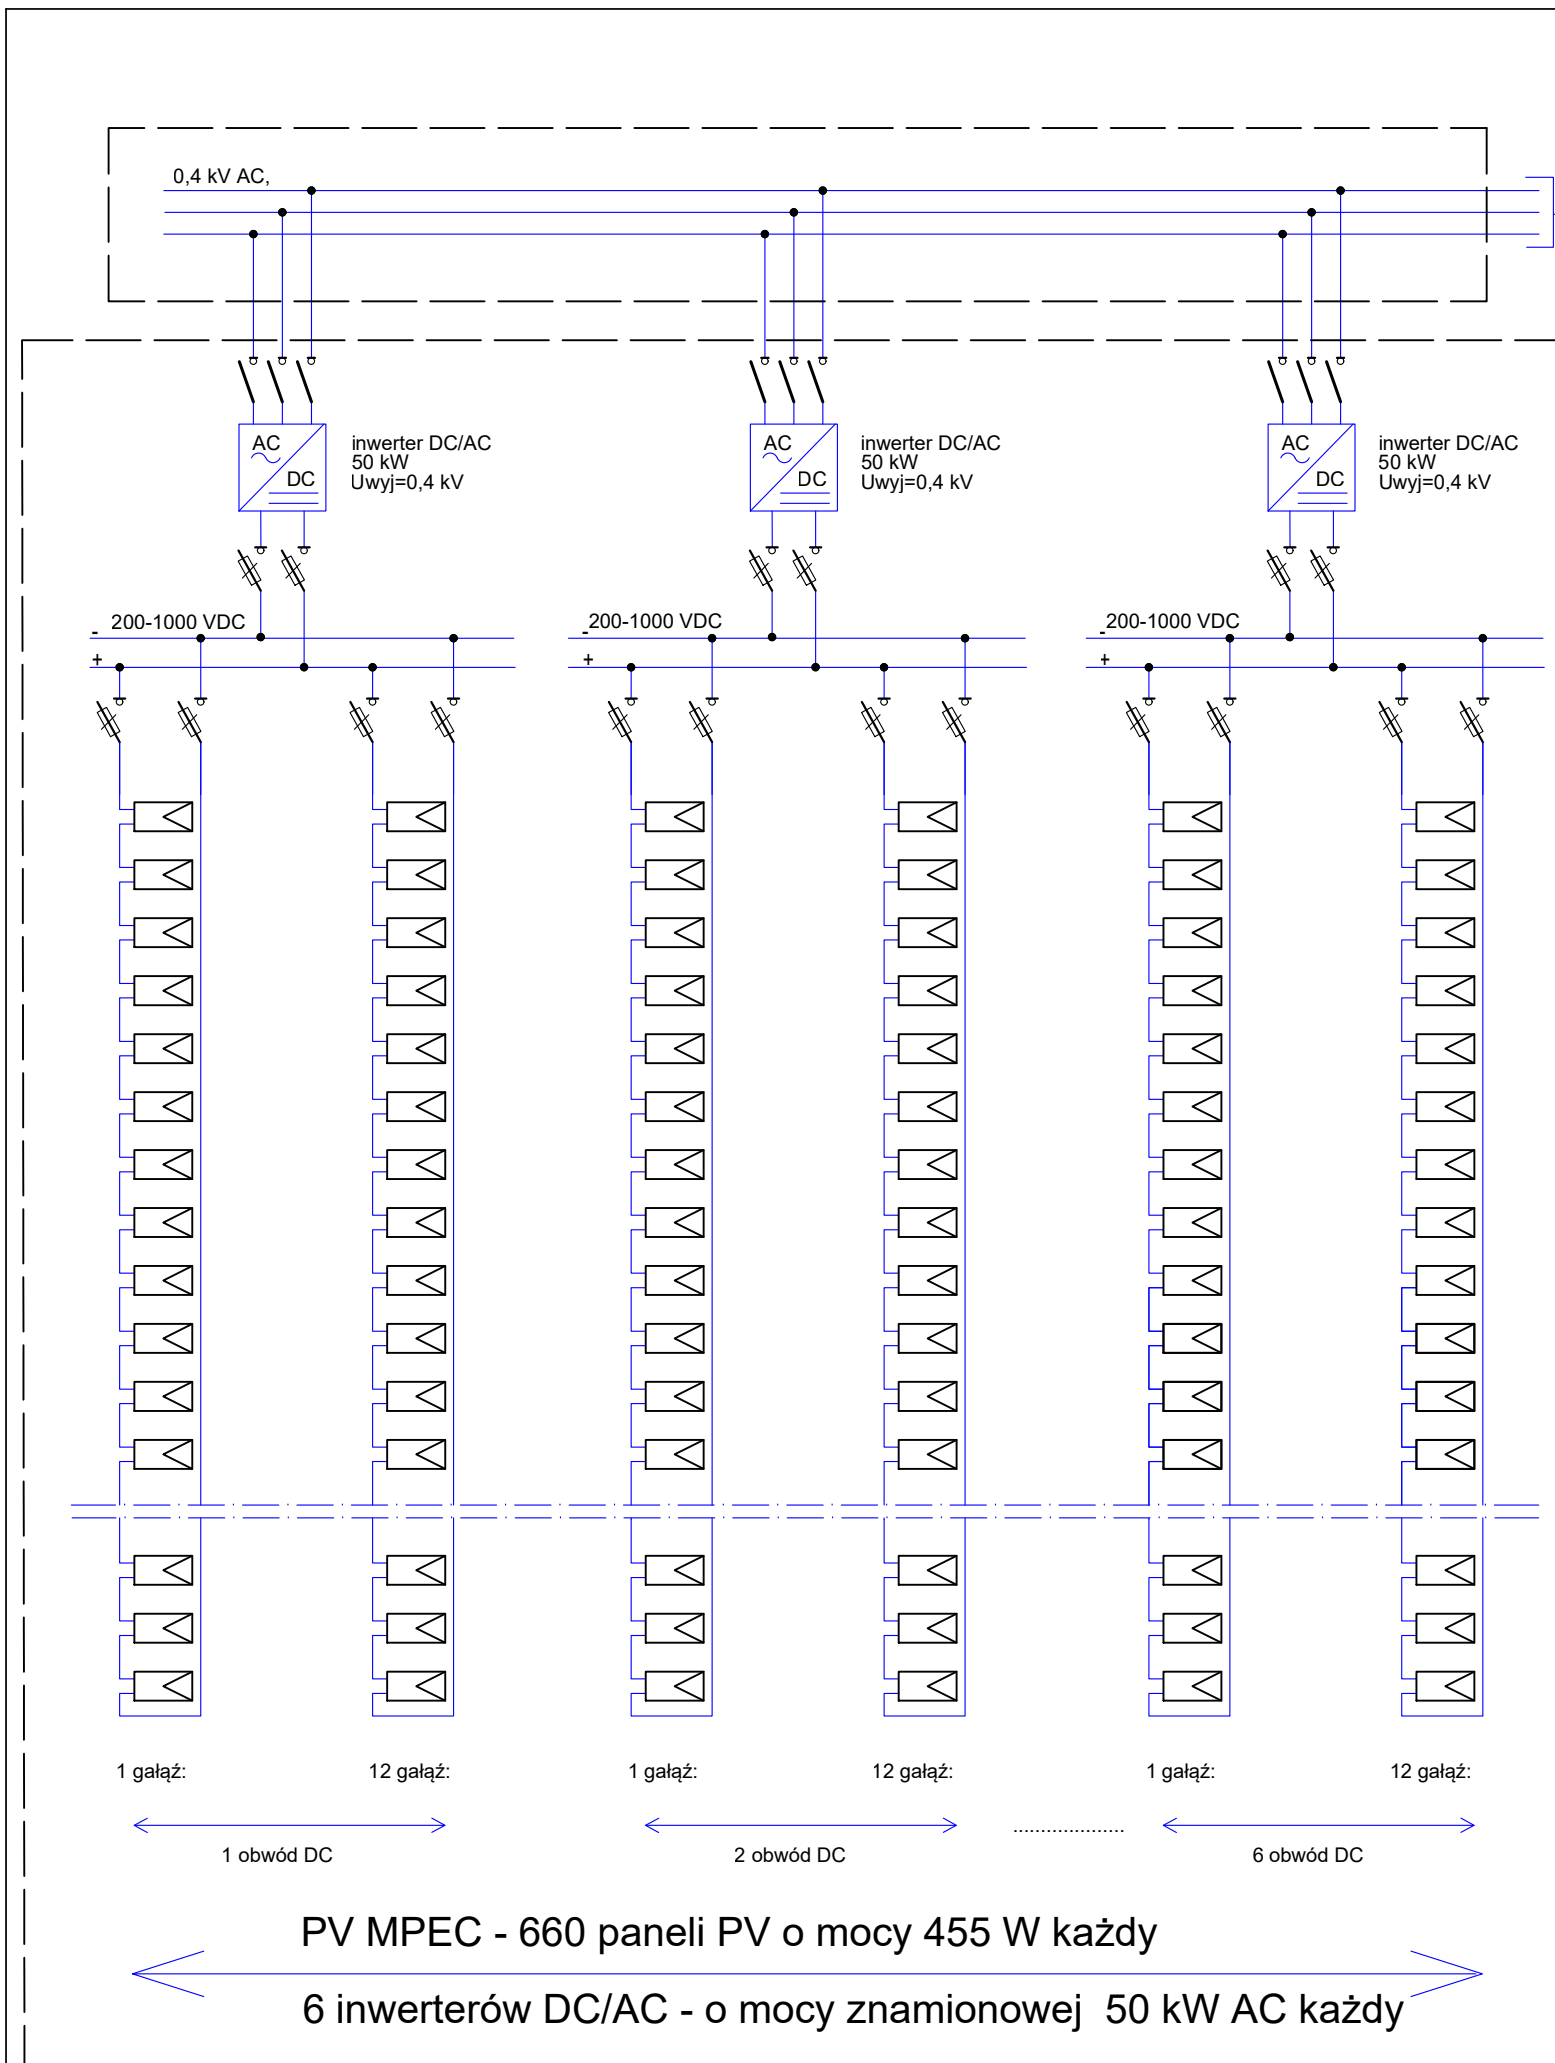 0,4 kV AC,
AC
DC
inwerter DC/AC
50 kW
Uwyj=0,4 kV
AC
DC
inwerter DC/AC
50 kW
Uwyj=0,4 kV
AC
DC
inwerter DC/AC
50 kW
Uwyj=0,4 kV
- 200-1000 VDC
+
- 200-1000 VDC
+
- 200-1000 VDC
+
1 gałąź:
12 gałąź:
1 gałąź:
12 gałąź:
1 gałąź:
12 gałąź:
1 obwód DC
2 obwód DC
.....................
6 obwód DC
PV MPEC - 660 paneli PV o mocy 455 W każdy
6 inwerterów DC/AC - o mocy znamionowej 50 kW AC każdy